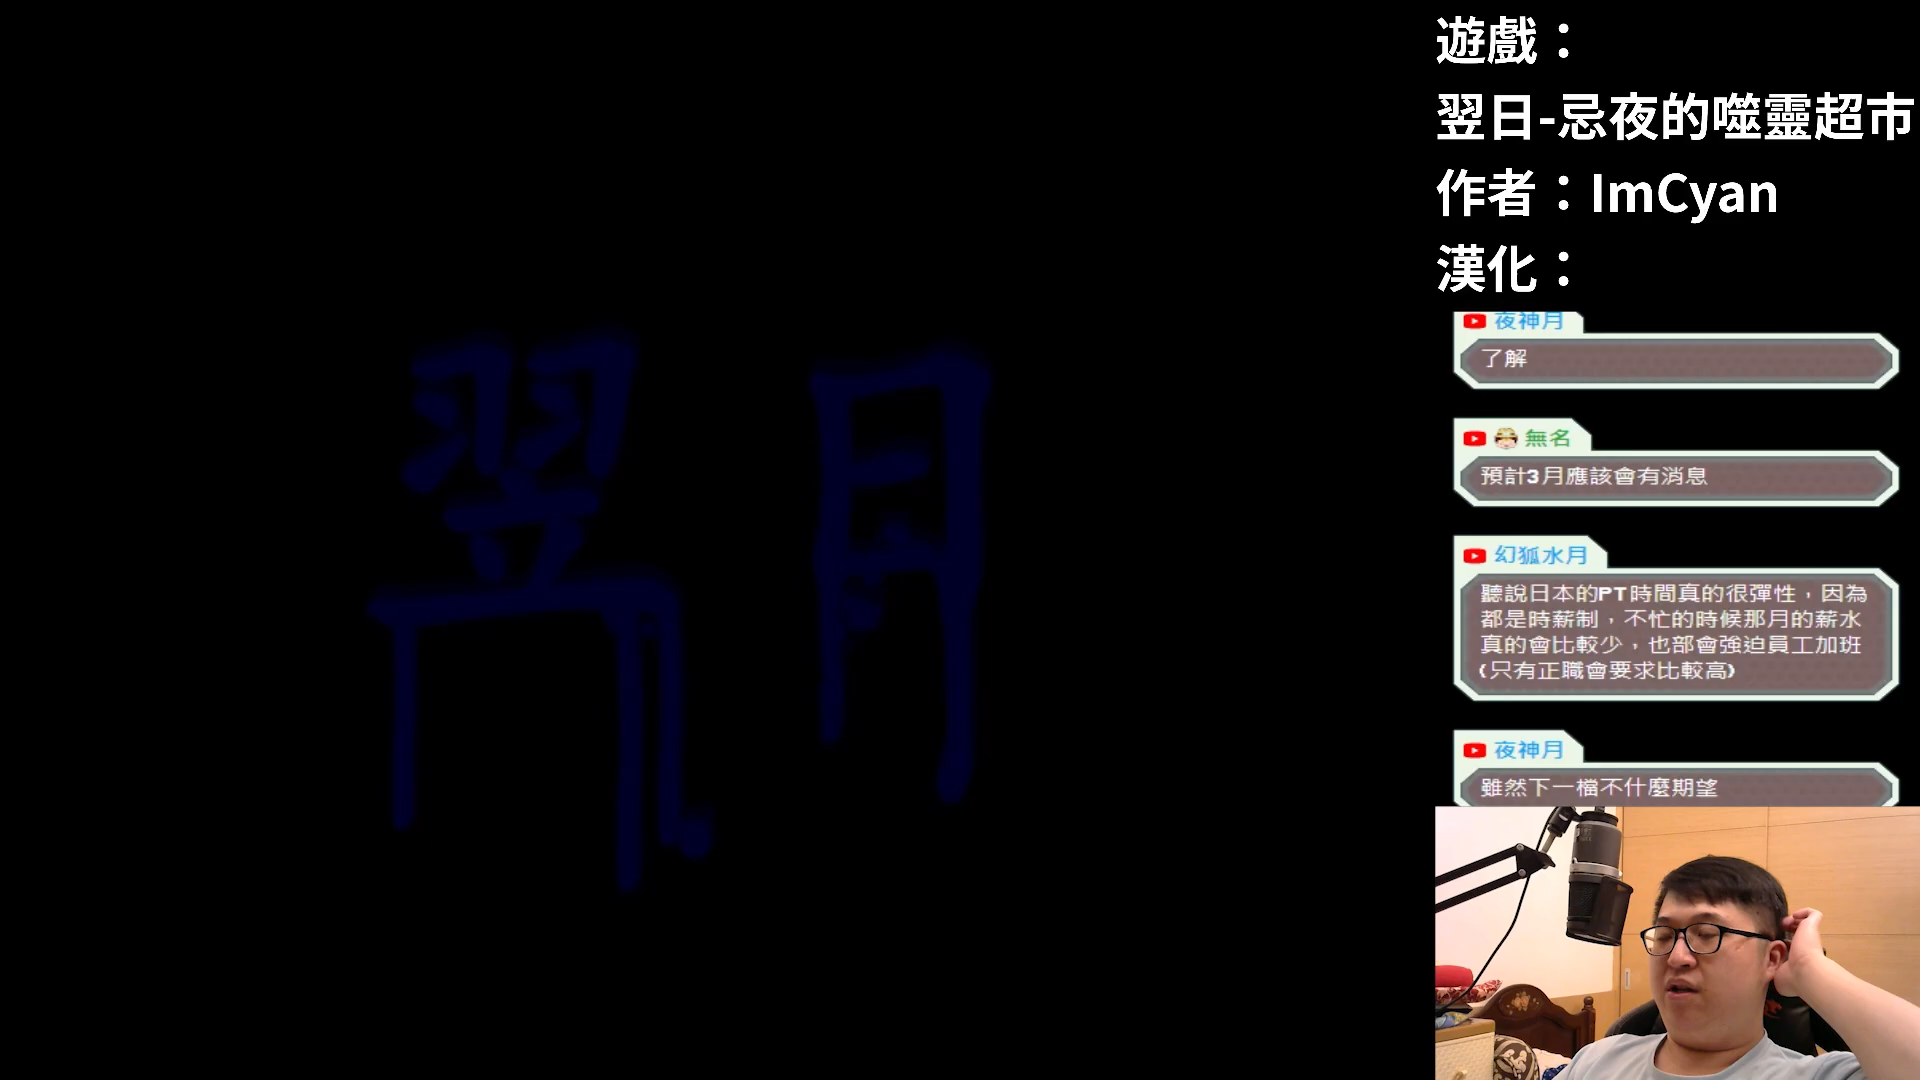 翌日
遊戲：
翌日-忌夜的噬靈超市
作者：ImCyan
漢化：
夜神月
了解
無名
預計3月應該會有消息
幻狐水月
聽說日本的PT時間真的很彈性，因為
都是時薪制，不忙的時候那月的薪水
真的會比較少，也部會強迫員工加班
(只有正職會要求比較高)
夜神月
雖然下一檔不什麼期望